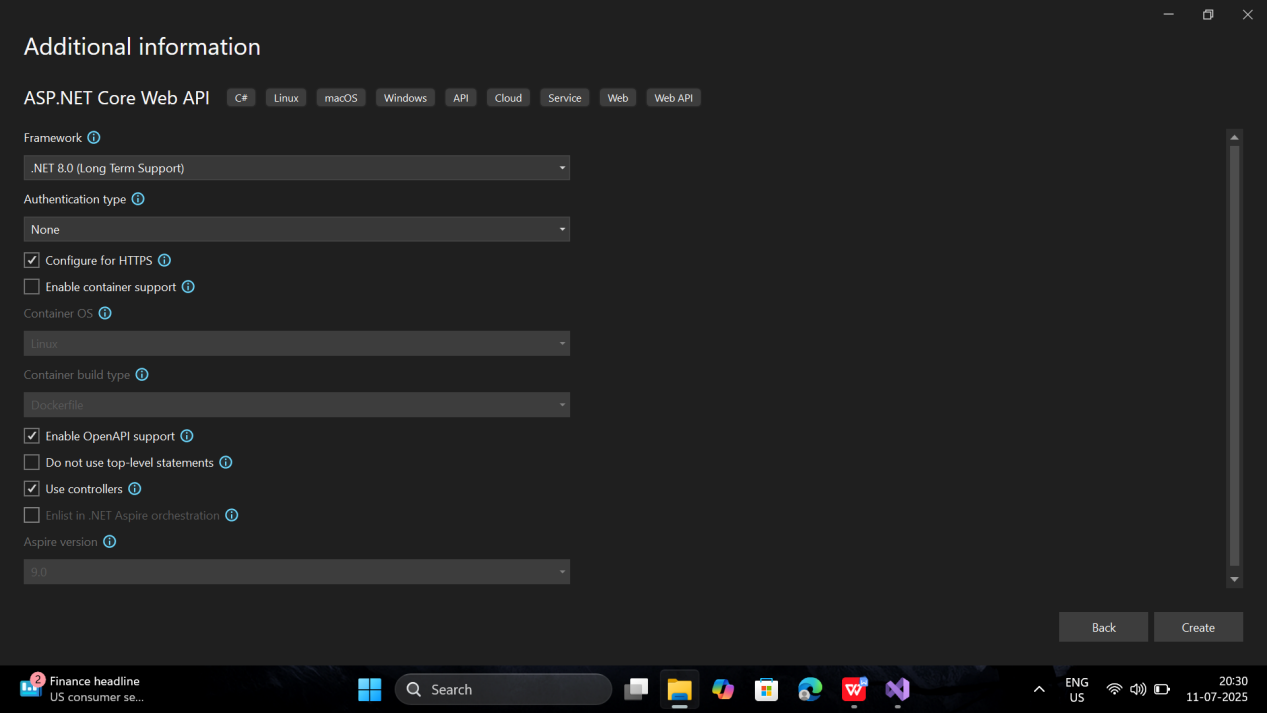 Additional information
ASP.NET Core Web API C# Linux macOS Windows API Cloud Service Web Web API
Framework
.NET 8.0 (Long Term Support)
Authentication type
None
Configure for HTTPS
Enable container support
Container OS
Linux
Container build type
Dockerfile
Enable OpenAPI support
Do not use top-level statements
Use controllers
Enlist in .NET Aspire orchestration
Aspire version
9.0
Back Create
2 Finance headline
US consumer se...
Search
W
ENG
US
20:30
11-07-2025